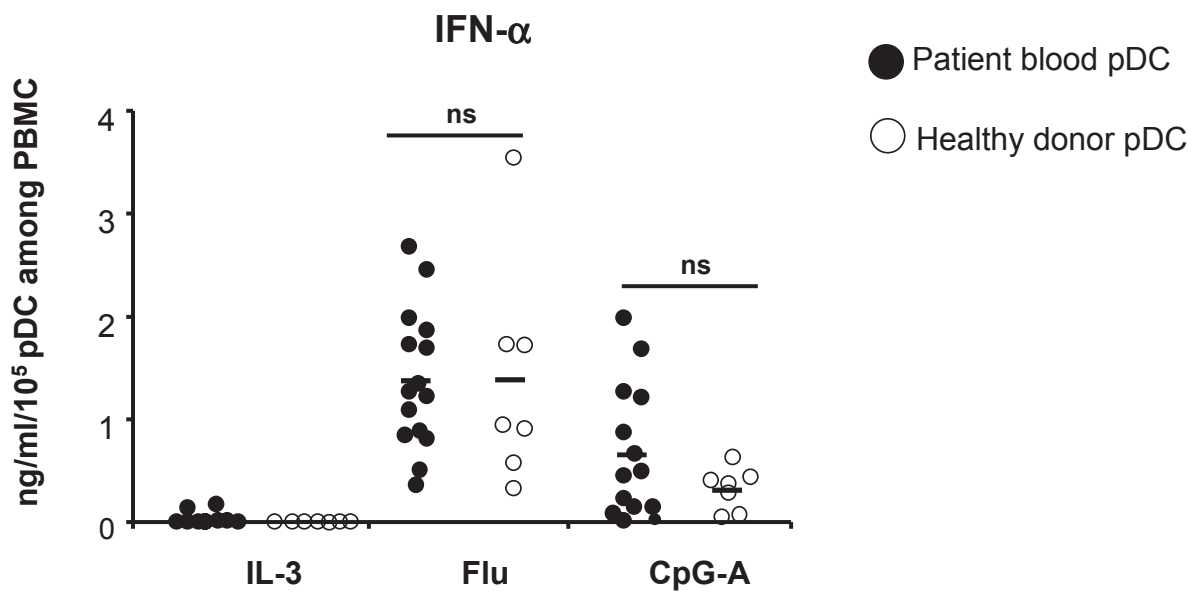 IFN-α
Patient blood pDC
Healthy donor pDC
ng/ml/10⁵ pDC among PBMC
4
3
2
1
0
ns
ns
IL-3
Flu
CpG-A